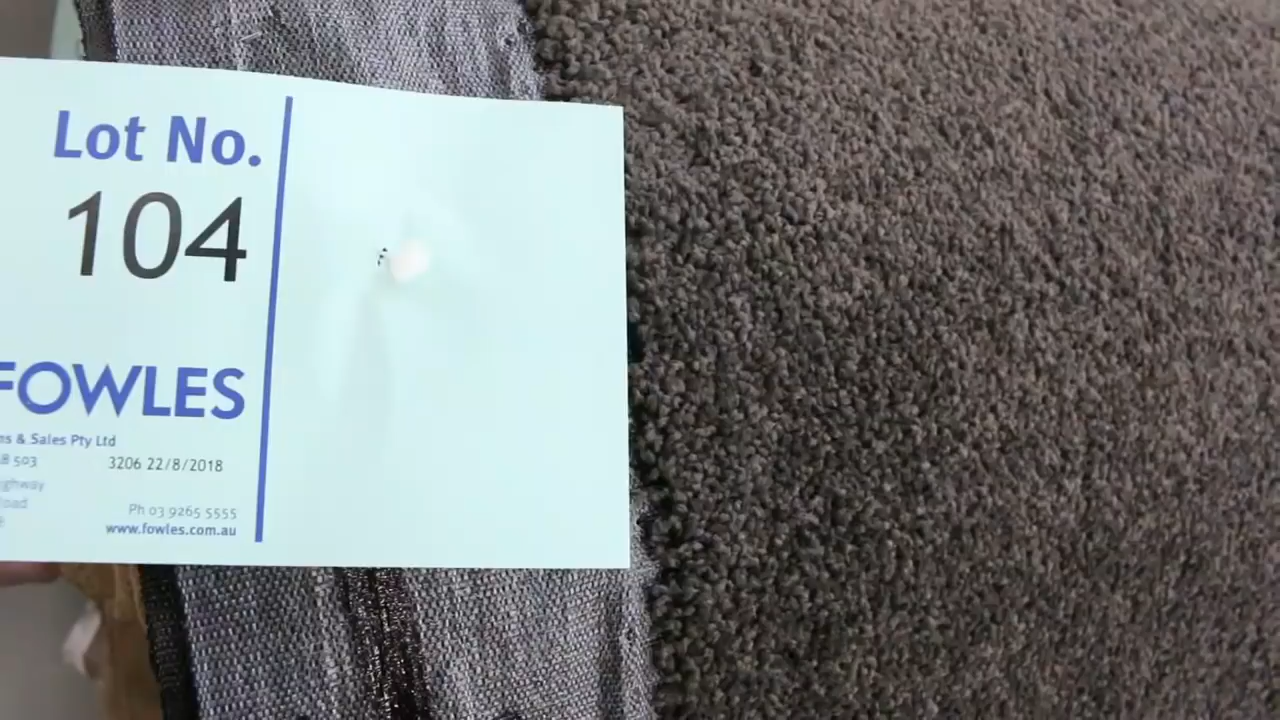 Lot No.
104
FOWLES
& Sales Pty Ltd
503
3206 22/8/2018
Ph 03 9265 5555
www.fowles.com.au